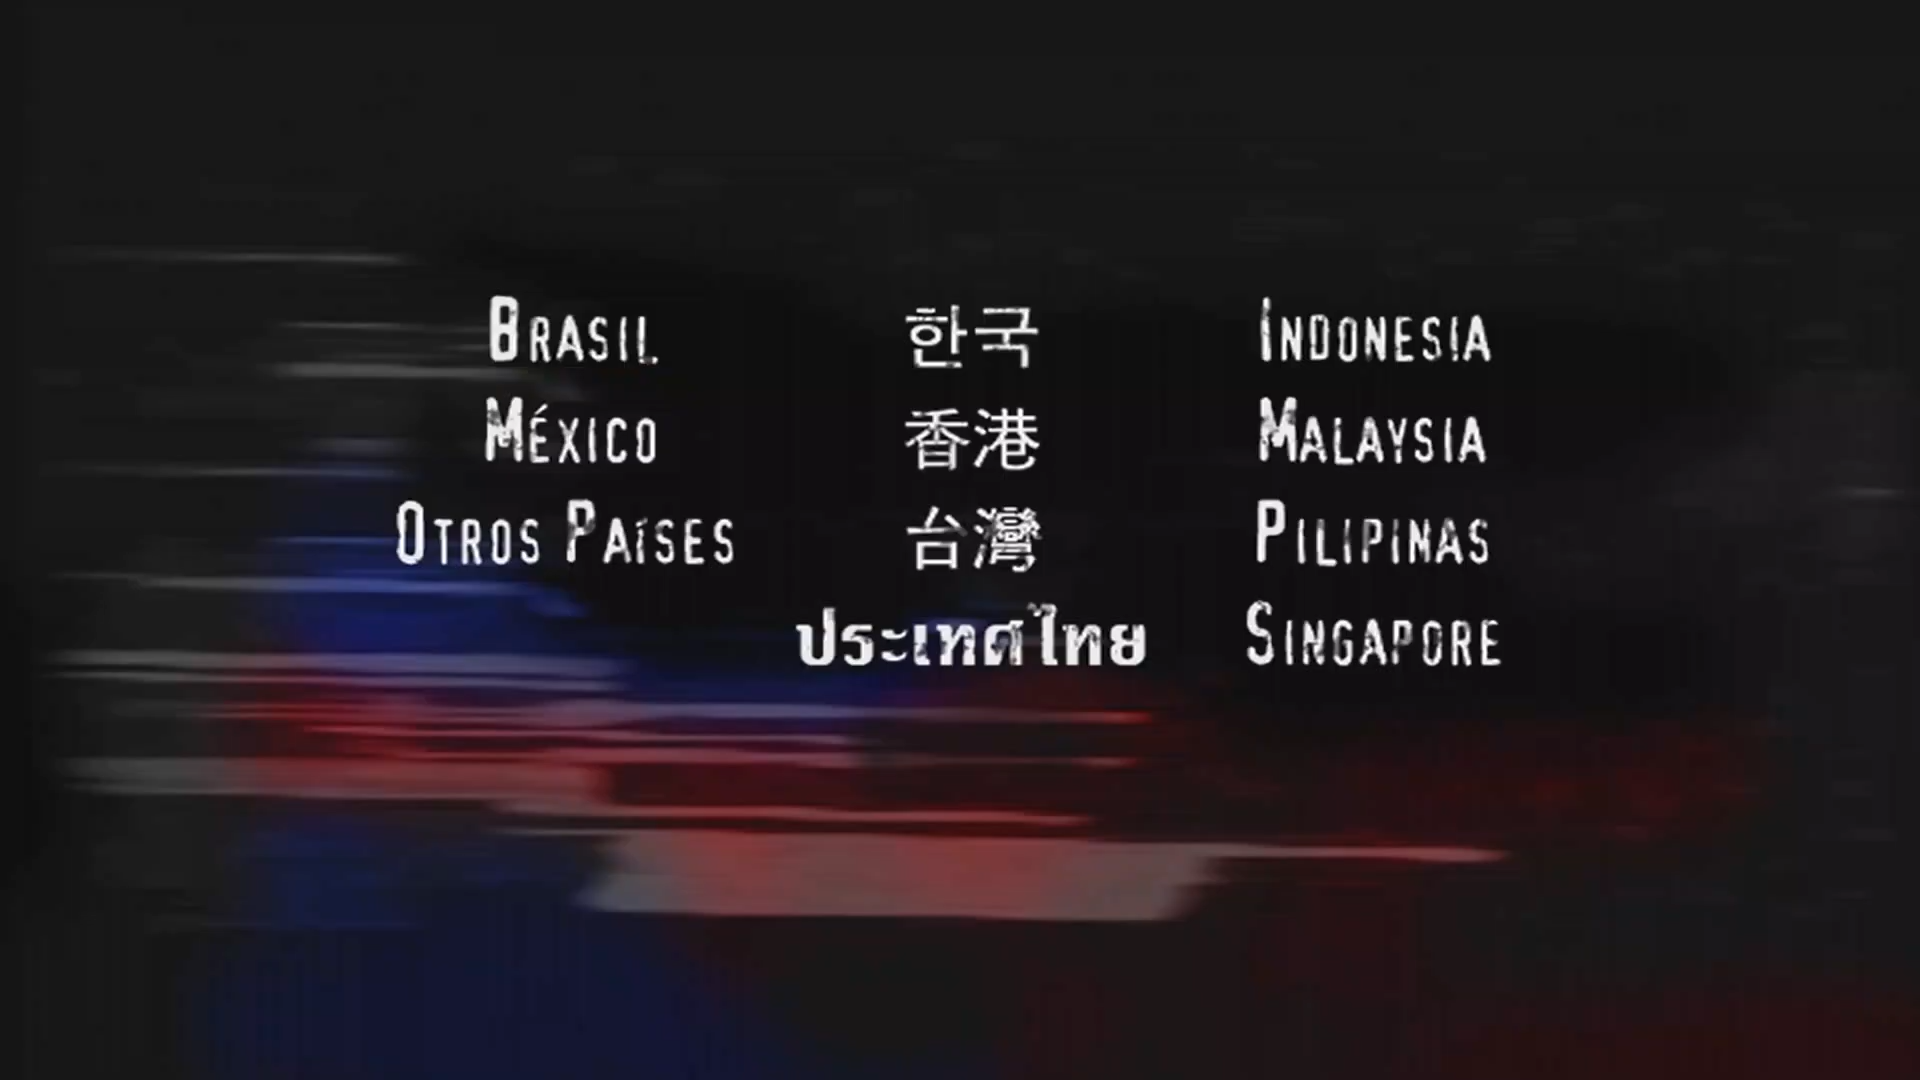 Brasil
México
Otros Países
한국
香港
台灣
ประเทศไทย
Indonesia
Malaysia
Pilipinas
Singapore